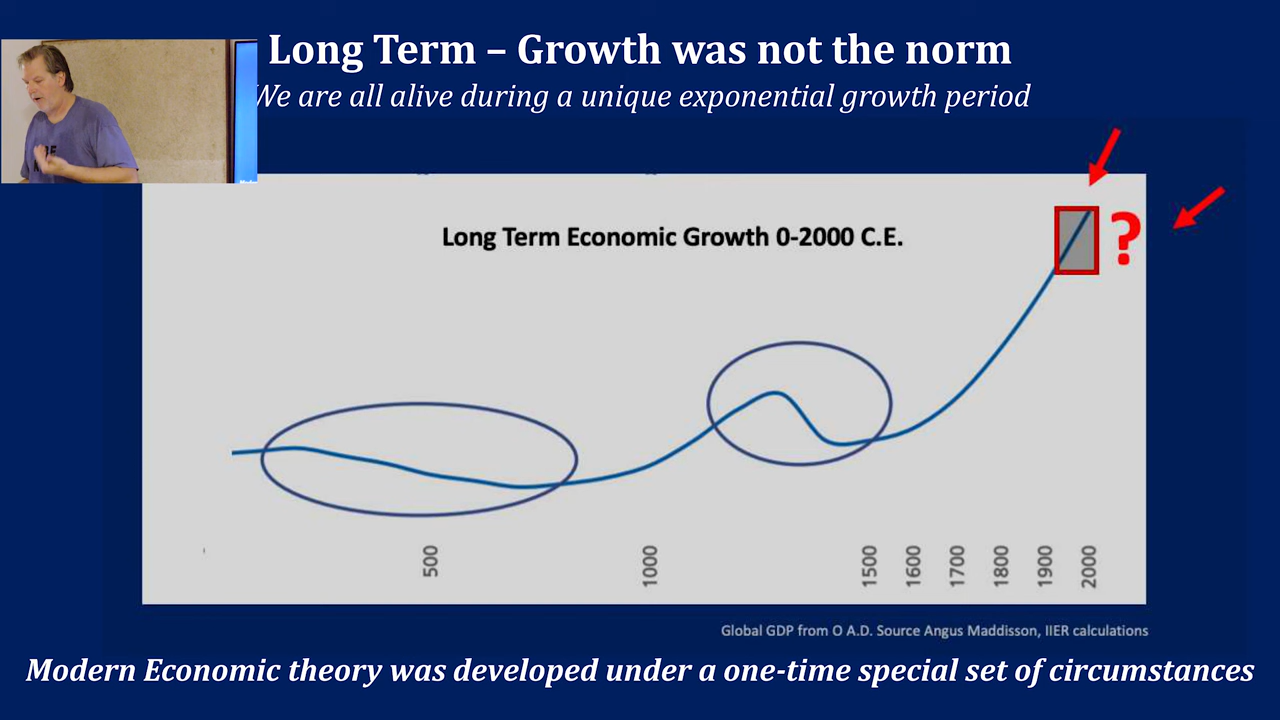 Long Term – Growth was not the norm
We are all alive during a unique exponential growth period
Long Term Economic Growth 0-2000 C.E.
?
500
1000
1500
1600
1700
1800
1900
2000
Global GDP from O A.D. Source Angus Maddisson, IIER calculations
Modern Economic theory was developed under a one-time special set of circumstances